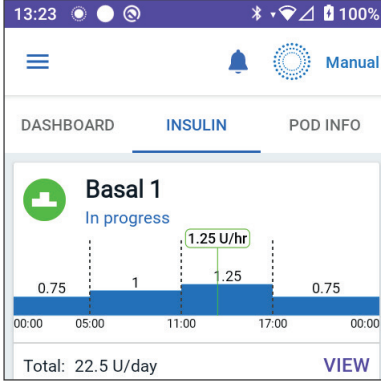 13:23 100%
Manual
DASHBOARD INSULIN POD INFO
Basal 1
In progress
1.25 U/hr
0.75 1 1.25 0.75
00:00 05:00 11:00 17:00 00:00
Total: 22.5 U/day VIEW